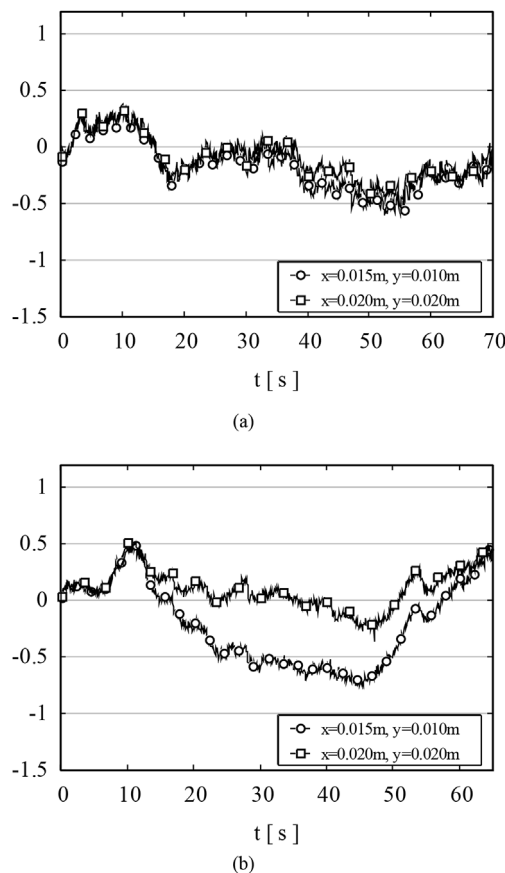 1
0.5
0
-0.5
-1
-1.5
x=0.015m, y=0.010m
x=0.020m, y=0.020m
0 10 20 30 40 50 60 70
t [ s ]
(a)
1
0.5
0
-0.5
-1
-1.5
x=0.015m, y=0.010m
x=0.020m, y=0.020m
0 10 20 30 40 50 60
t [ s ]
(b)